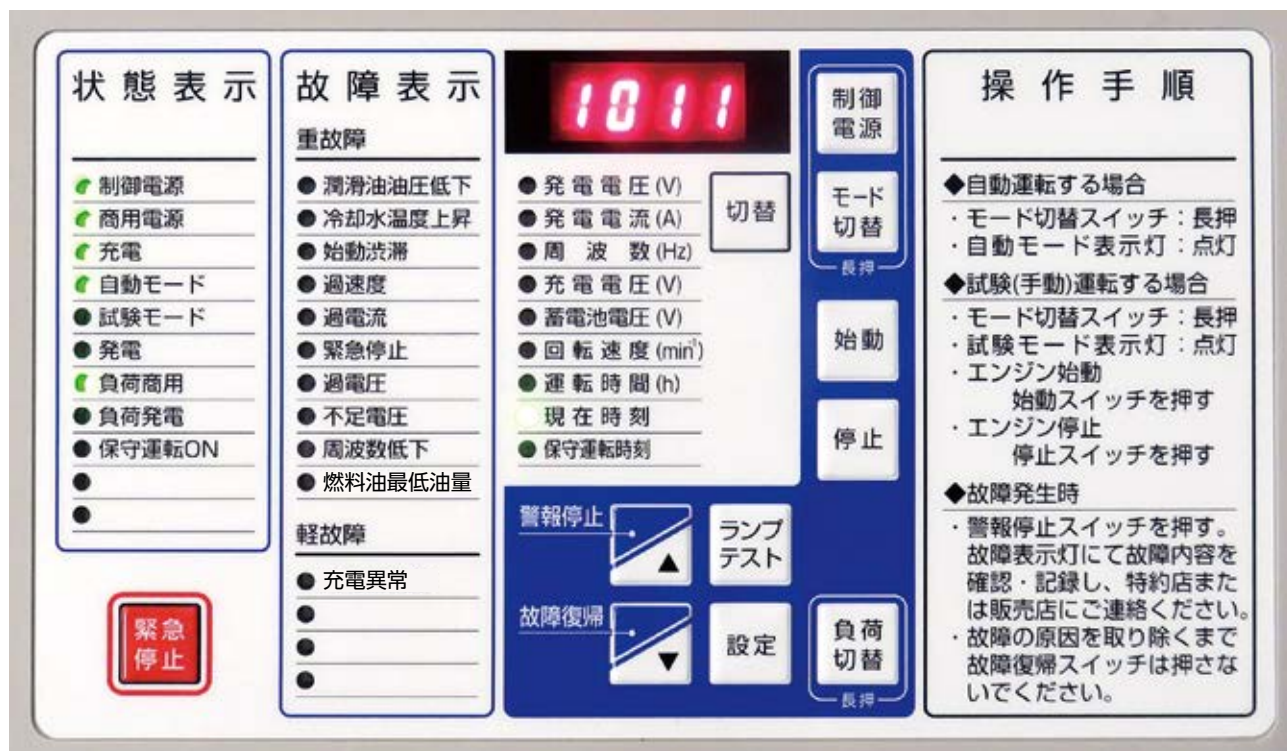 状態表示
制御電源
商用電源
充電
自動モード
試験モード
発電
負荷商用
負荷発電
保守運転ON
緊急
停止
故障表示
重故障
潤滑油油圧低下
冷却水温度上昇
始動渋滞
過速度
過電流
緊急停止
過電圧
不足電圧
周波数低下
燃料油最低油量
軽故障
充電異常
1011
発電電圧(V)
発電電流(A)
周波数(Hz)
充電電圧(V)
蓄電池電圧(V)
回転速度(min⁻¹)
運転時間(h)
現在時刻
保守運転時刻
切替
警報停止
▲
ランプ
テスト
故障復帰
▼
設定
制御
電源
モード
切替
長押
始動
停止
負荷
切替
長押
操作手順
◆自動運転する場合
・モード切替スイッチ：長押
・自動モード表示灯：点灯
◆試験(手動)運転する場合
・モード切替スイッチ：長押
・試験モード表示灯：点灯
・エンジン始動
始動スイッチを押す
・エンジン停止
停止スイッチを押す
◆故障発生時
・警報停止スイッチを押す。
故障表示灯にて故障内容を
確認・記録し、特約店また
は販売店にご連絡ください。
・故障の原因を取り除くまで
故障復帰スイッチは押さな
いでください。